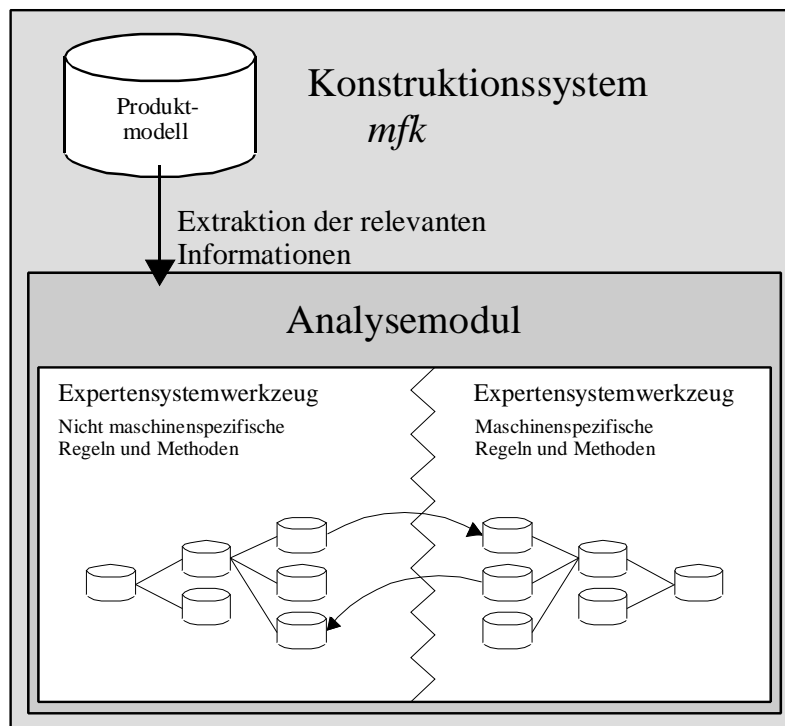 Produkt-
modell
Konstruktionssystem
mfk
Extraktion der relevanten
Informationen
Analysemodul
Expertensystemwerkzeug
Nicht maschinenspezifische
Regeln und Methoden
Expertensystemwerkzeug
Maschinenspezifische
Regeln und Methoden